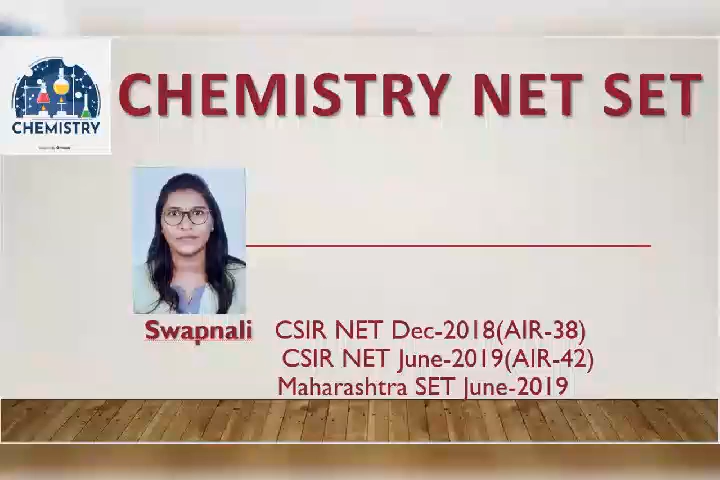 CHEMISTRY NET SET
CHEMISTRY
Swapnali CSIR NET Dec-2018(AIR-38)
CSIR NET June-2019(AIR-42)
Maharashtra SET June-2019